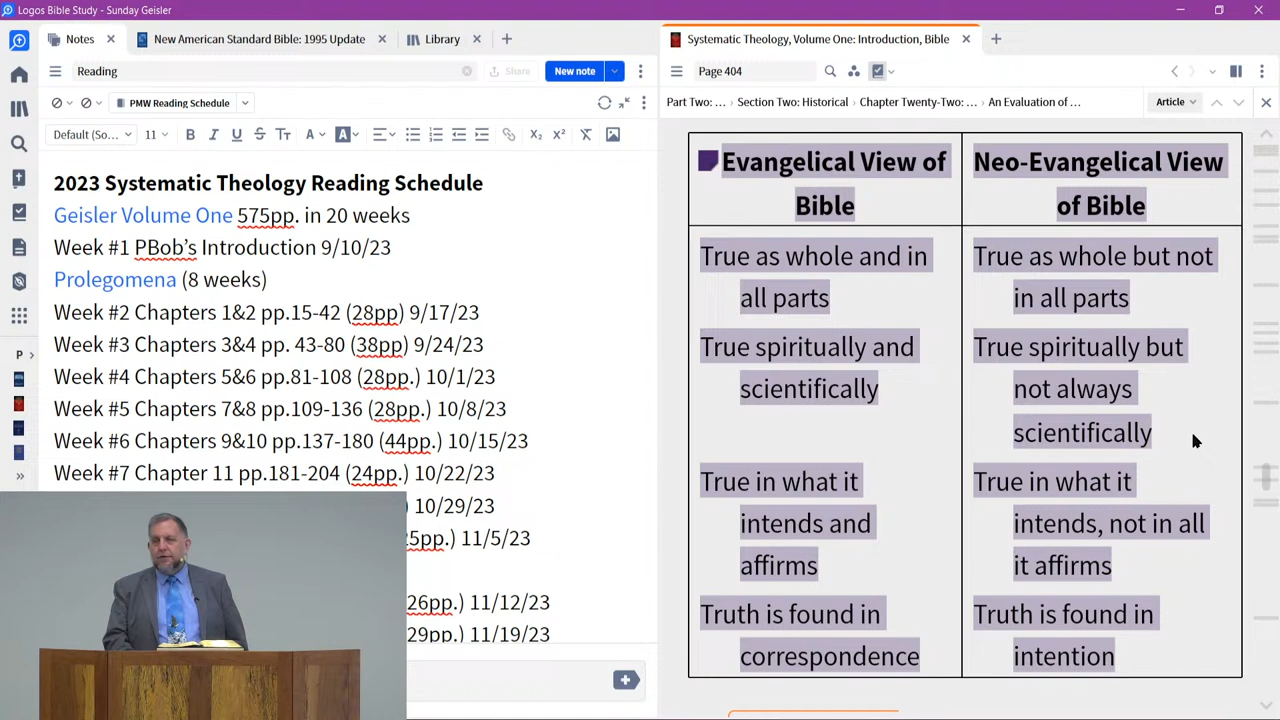 Logos Bible Study - Sunday Geisler
Notes
New American Standard Bible: 1995 Update
Library
Systematic Theology, Volume One: Introduction, Bible
Reading
Share
New note
Page 404
PMW Reading Schedule
Part Two: ...
Section Two: Historical
Chapter Twenty-Two: ...
An Evaluation of ...
Article
Default (So...
11
2023 Systematic Theology Reading Schedule
Geisler Volume One 575pp. in 20 weeks
Week #1 PBob’s Introduction 9/10/23
Prolegomena (8 weeks)
Week #2 Chapters 1&2 pp.15-42 (28pp) 9/17/23
Week #3 Chapters 3&4 pp. 43-80 (38pp) 9/24/23
Week #4 Chapters 5&6 pp.81-108 (28pp.) 10/1/23
Week #5 Chapters 7&8 pp.109-136 (28pp.) 10/8/23
Week #6 Chapters 9&10 pp.137-180 (44pp.) 10/15/23
Week #7 Chapter 11 pp.181-204 (24pp.) 10/22/23
) 10/29/23
5pp.) 11/5/23
26pp.) 11/12/23
29pp.) 11/19/23
P
Evangelical View of
Bible
Neo-Evangelical View
of Bible
True as whole and in
all parts
True as whole but not
in all parts
True spiritually and
scientifically
True spiritually but
not always
scientifically
True in what it
intends and
affirms
True in what it
intends, not in all
it affirms
Truth is found in
correspondence
Truth is found in
intention